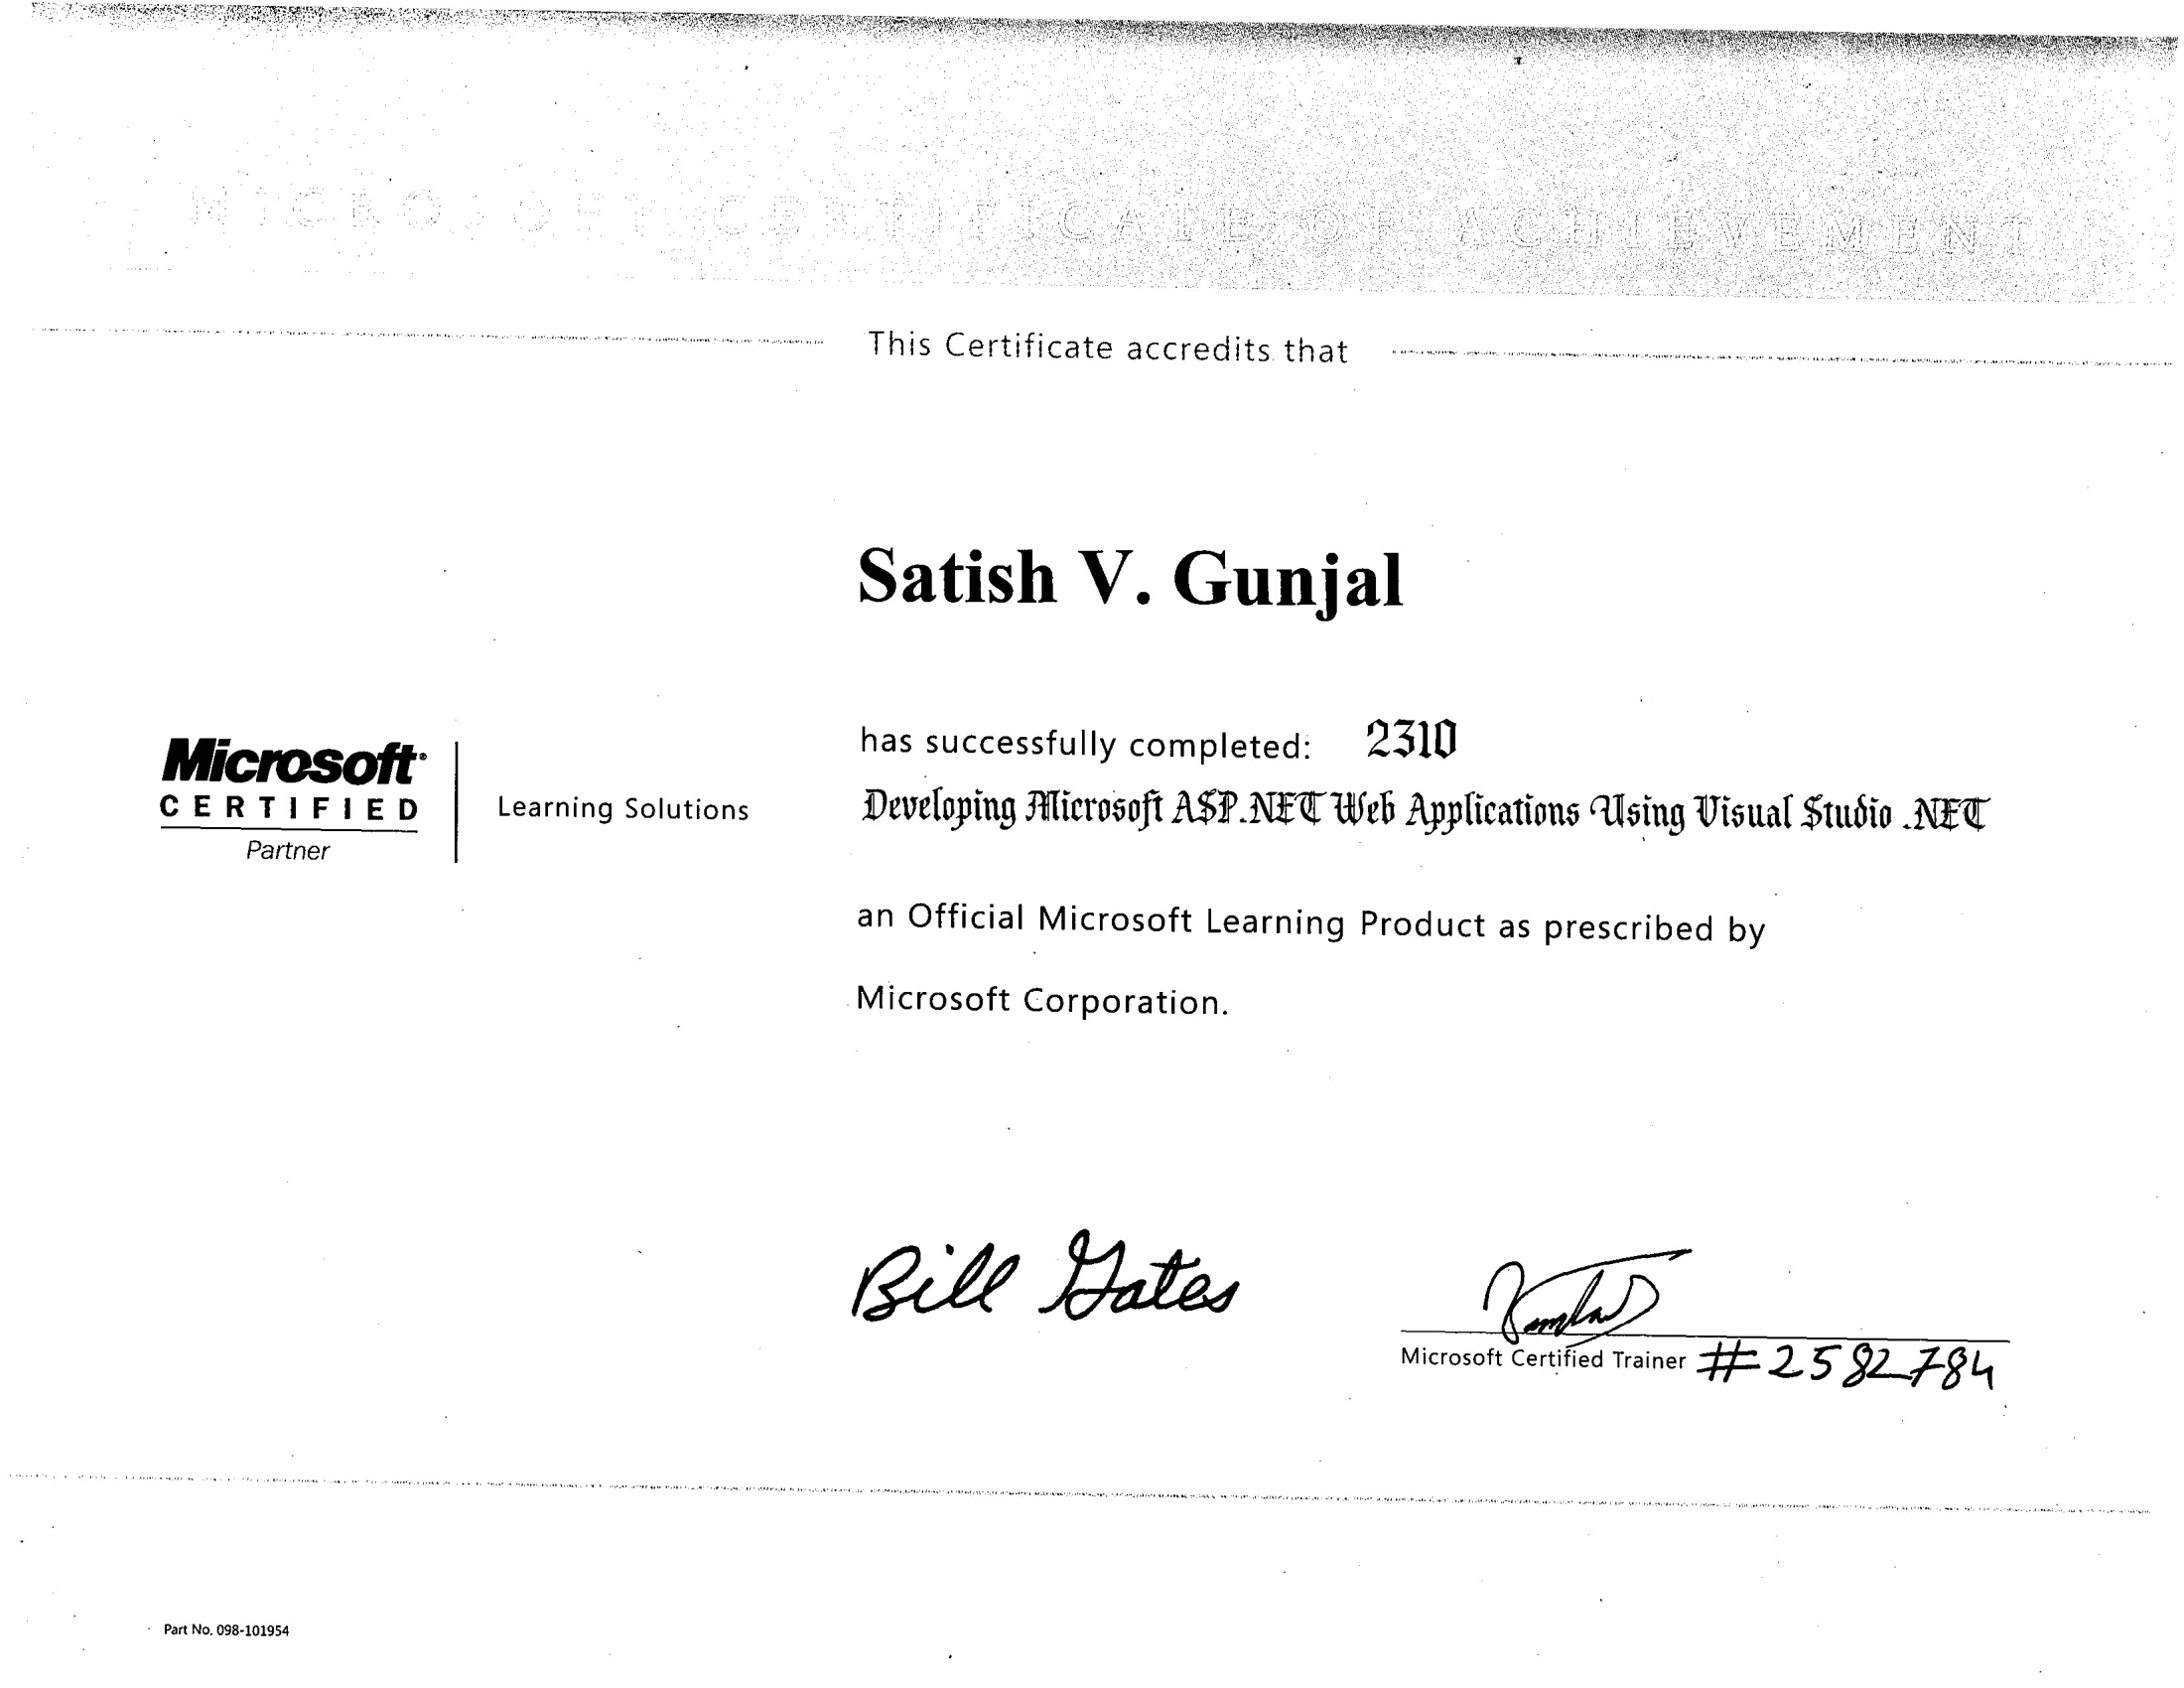 MICROSOFT CERTIFICATE OF ACHIEVEMENT
This Certificate accredits that
Satish V. Gunjal
has successfully completed: 2310
Developing Microsoft ASP.NET Web Applications Using Visual Studio .NET
Microsoft
CERTIFIED
Partner
Learning Solutions
an Official Microsoft Learning Product as prescribed by
Microsoft Corporation.
Bill Gates
Microsoft Certified Trainer #2582784
Part No. 098-101954